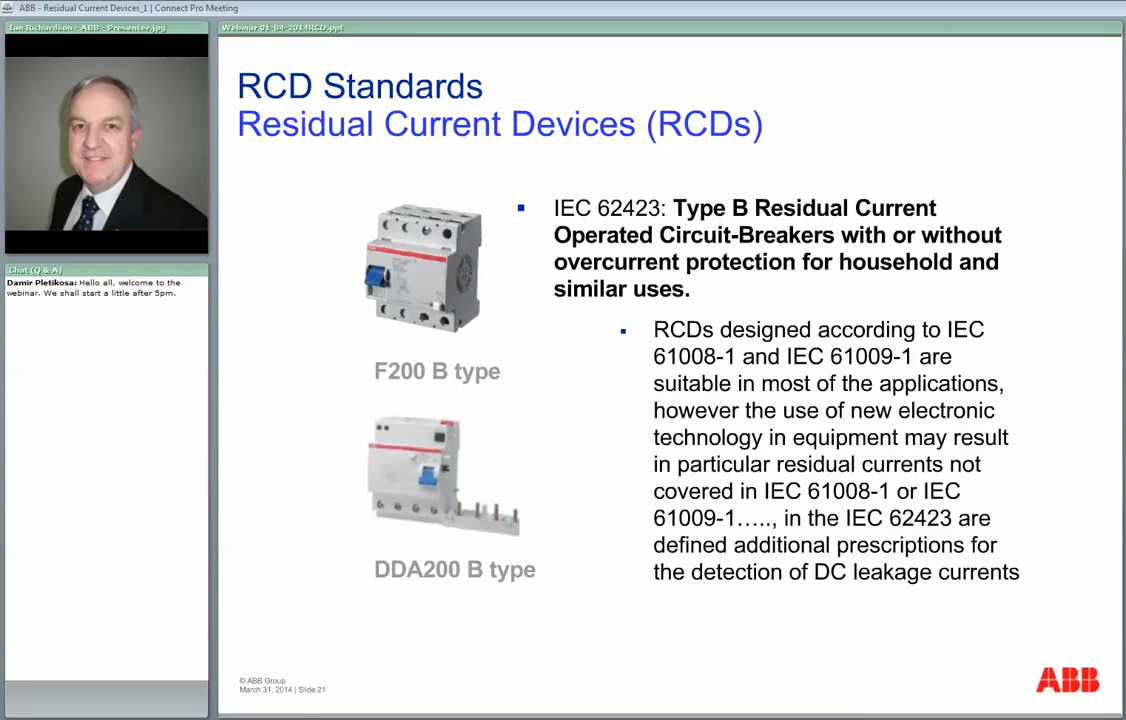 ABB - Residual Current Devices_1 | Connect Pro Meeting
Ian Richardson - ABB - Presenter.jpg
Webinar 01-04-2014RCD.ppt
Chat (Q & A)
Damir Pletikosa: Hello all, welcome to the
webinar. We shall start a little after 5pm.
RCD Standards
Residual Current Devices (RCDs)
F200 B type
DDA200 B type
▪ IEC 62423: Type B Residual Current
Operated Circuit-Breakers with or without
overcurrent protection for household and
similar uses.
▪ RCDs designed according to IEC
61008-1 and IEC 61009-1 are
suitable in most of the applications,
however the use of new electronic
technology in equipment may result
in particular residual currents not
covered in IEC 61008-1 or IEC
61009-1....., in the IEC 62423 are
defined additional prescriptions for
the detection of DC leakage currents
© ABB Group
March 31, 2014 | Slide 21
ABB